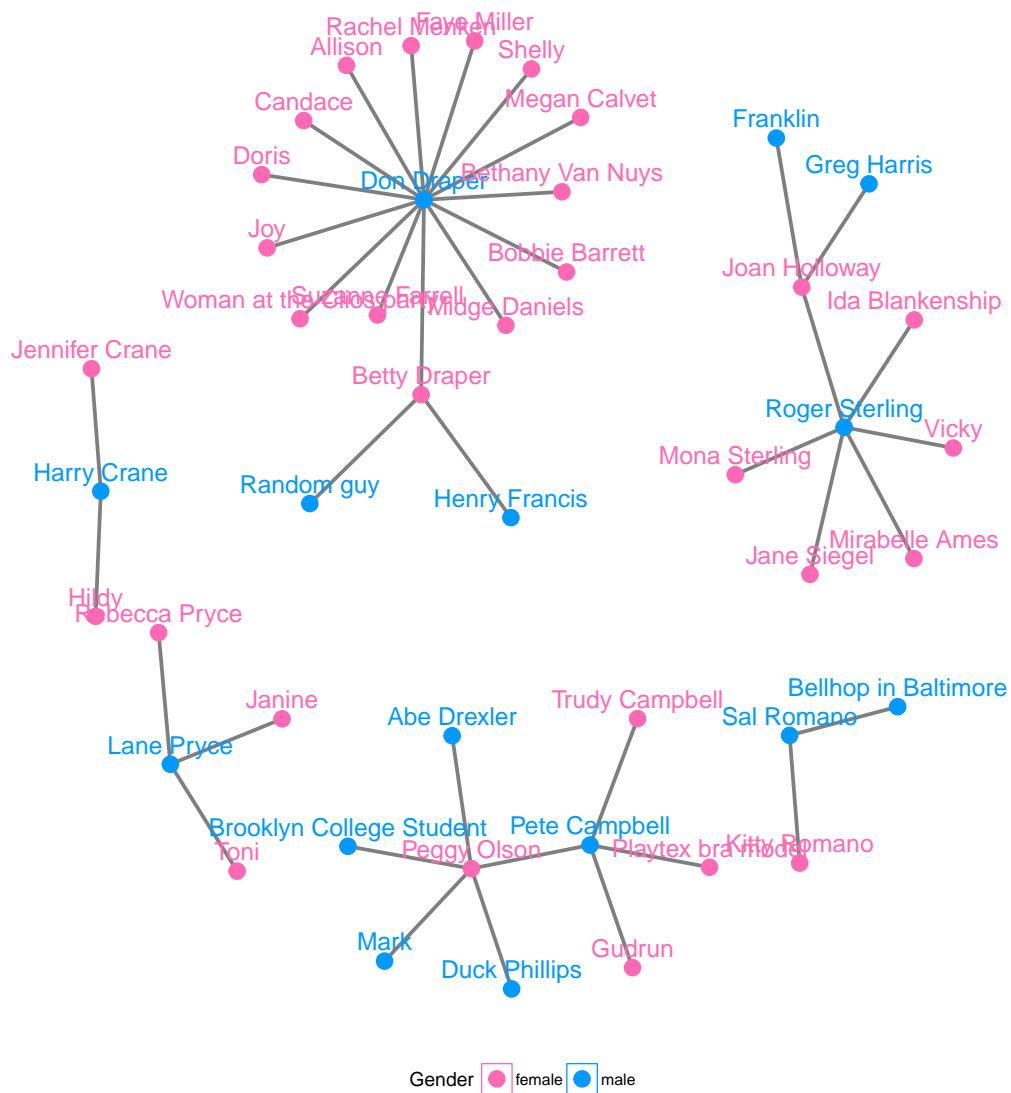 Faye Miller
Rachel Menken
Allison
Shelly
Candace
Megan Calvet
Franklin
Doris
Greg Harris
Bethany Van Nuys
Don Draper
Joy
Bobbie Barrett
Joan Holloway
Woman at the Clios party
Suzanne Farrell
Midge Daniels
Ida Blankenship
Jennifer Crane
Betty Draper
Roger Sterling
Vicky
Mona Sterling
Harry Crane
Random guy
Henry Francis
Mirabelle Ames
Jane Siegel
Hildy
Rebecca Pryce
Bellhop in Baltimore
Janine
Trudy Campbell
Abe Drexler
Sal Romano
Lane Pryce
Brooklyn College Student
Pete Campbell
Toni
Peggy Olson
Playtex bra model
Kitty Romano
Mark
Gudrun
Duck Phillips
Gender female male